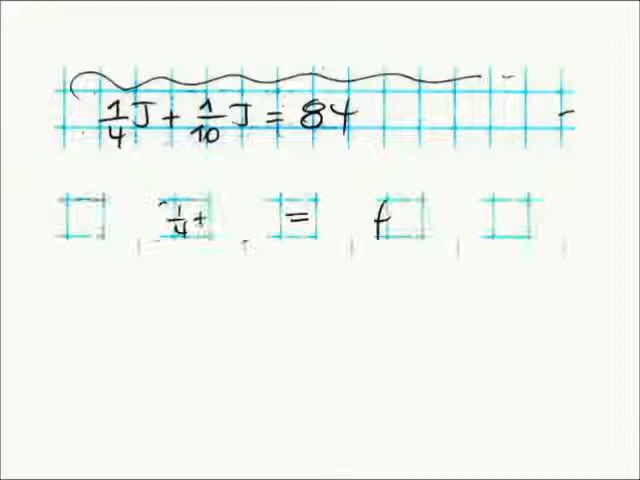 1/4 J + 1/10 J = 84
1/4 + =